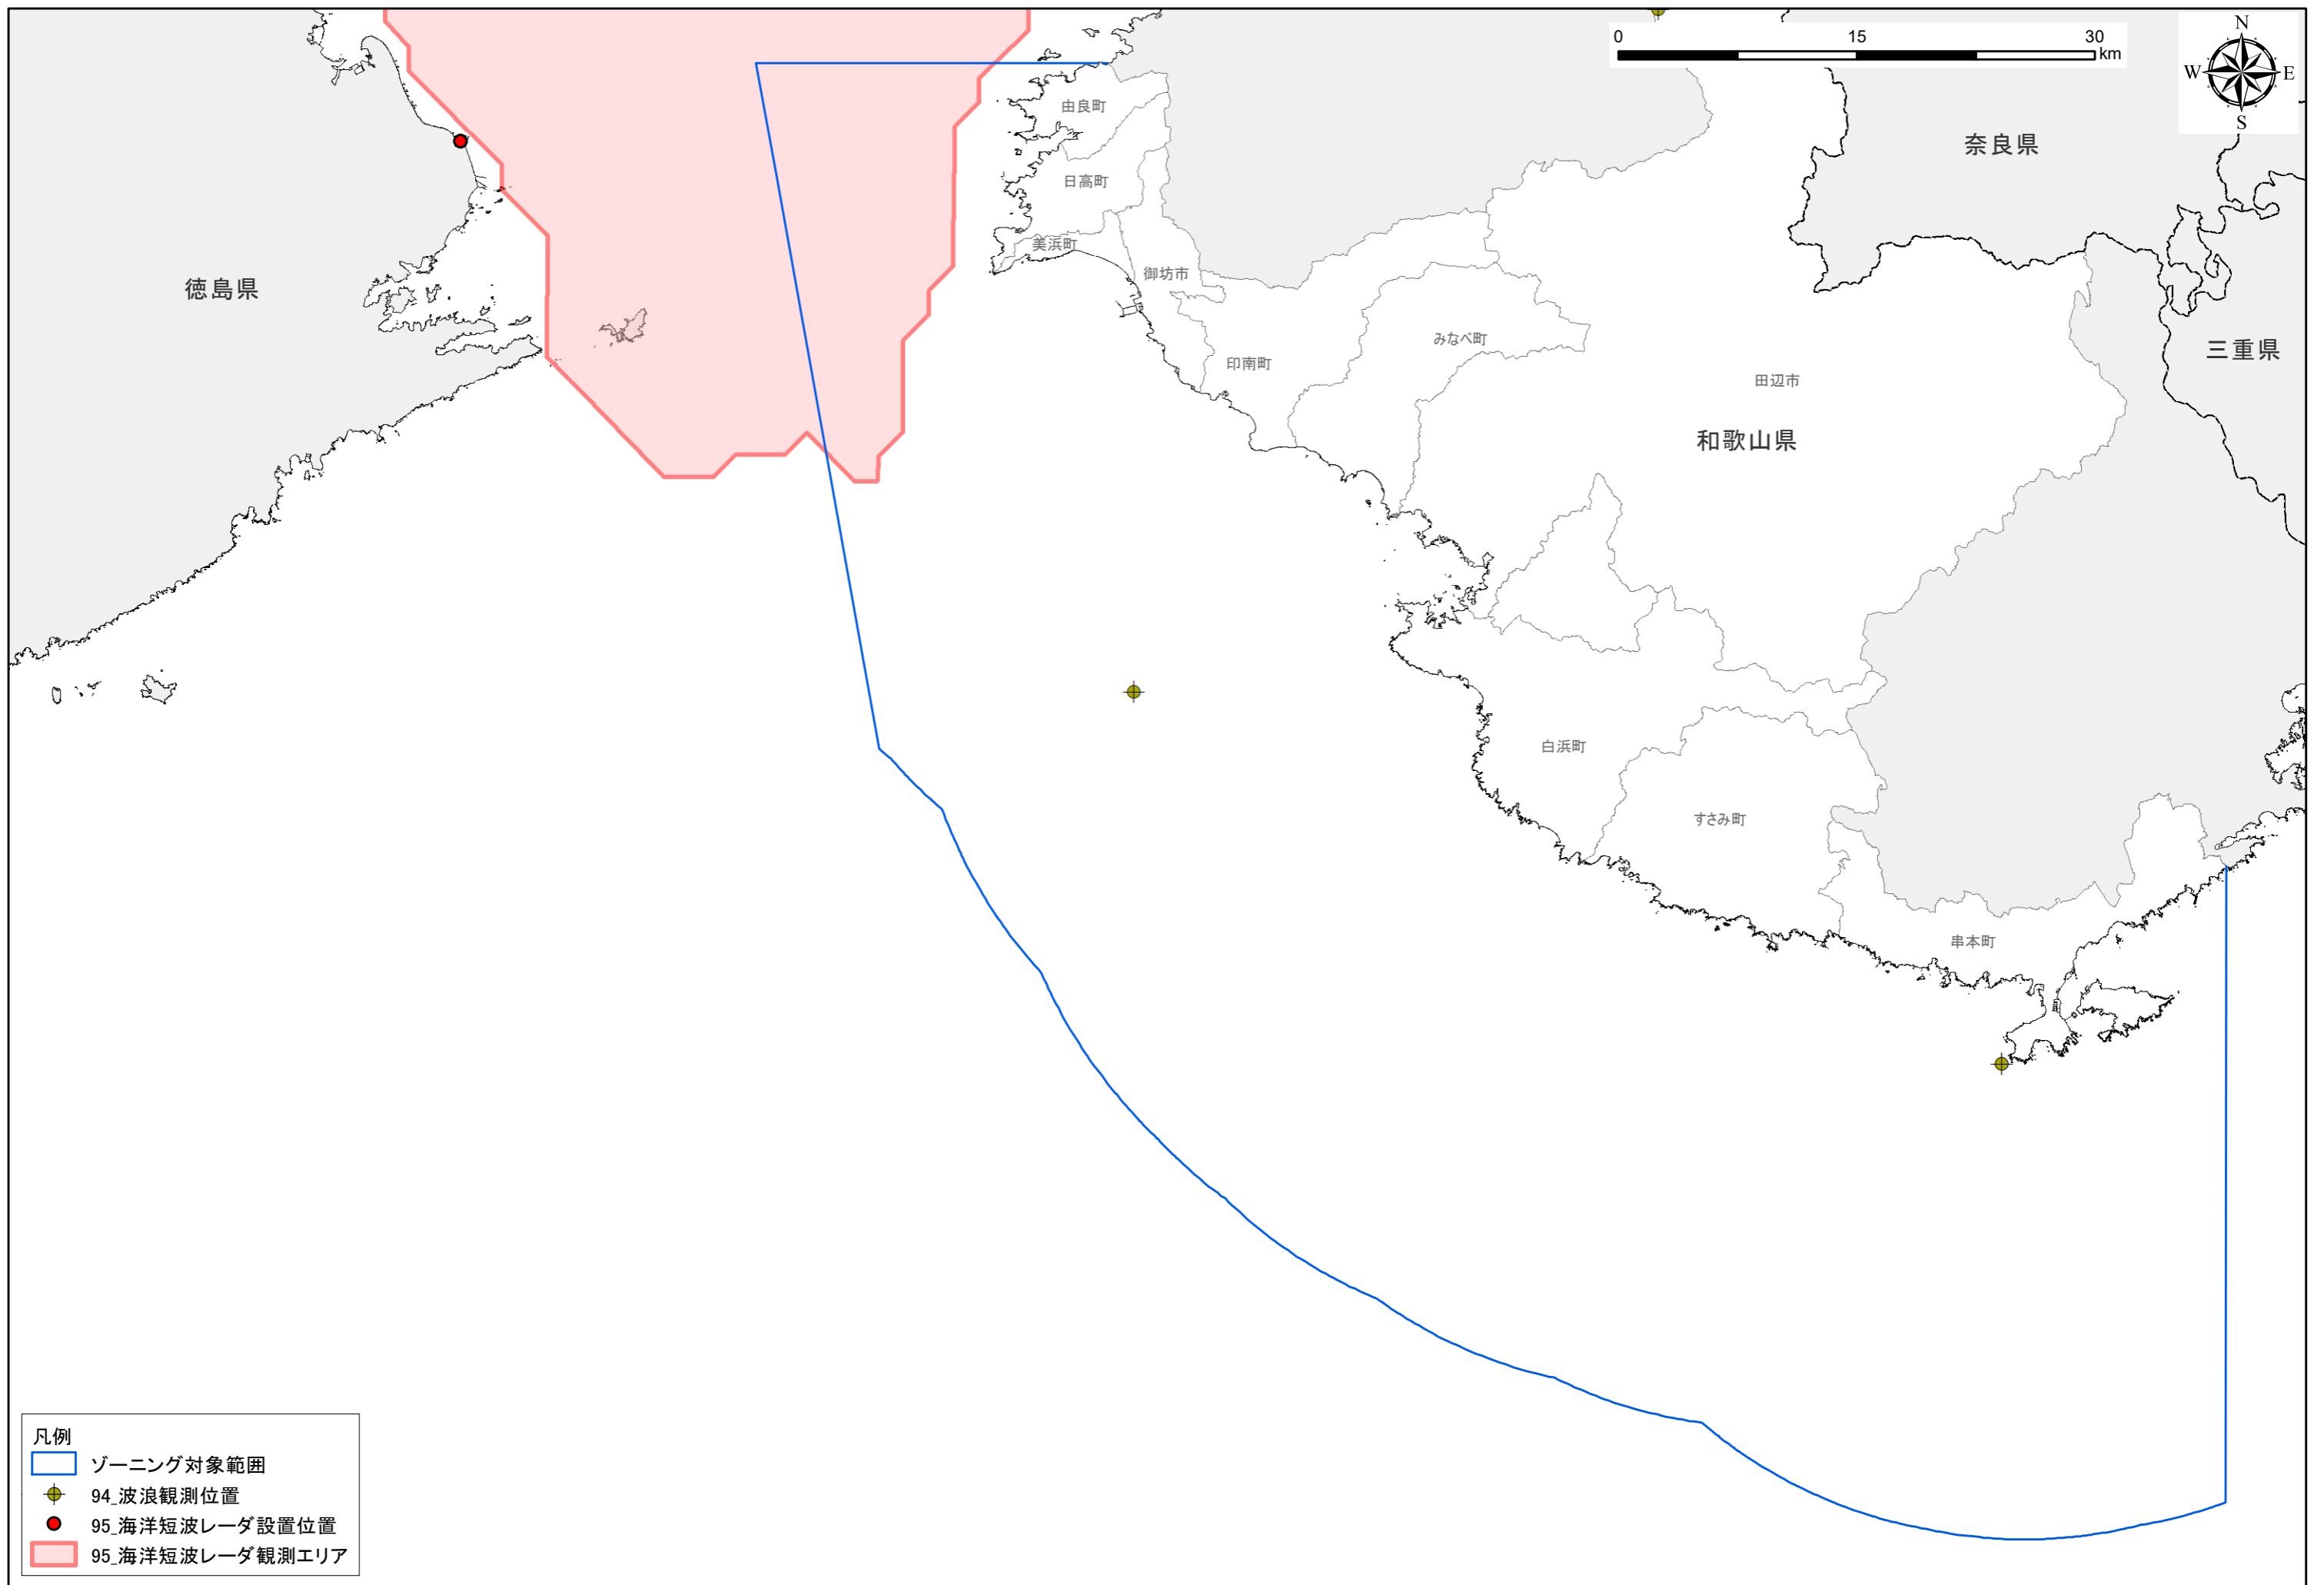 0 15 30
km
N
W E
S
由良町
奈良県
日高町
美浜町
御坊市
徳島県
みなべ町
三重県
印南町
田辺市
和歌山県
白浜町
すさみ町
串本町
凡例
ゾーニング対象範囲
94_波浪観測位置
95_海洋短波レーダ設置位置
95_海洋短波レーダ観測エリア